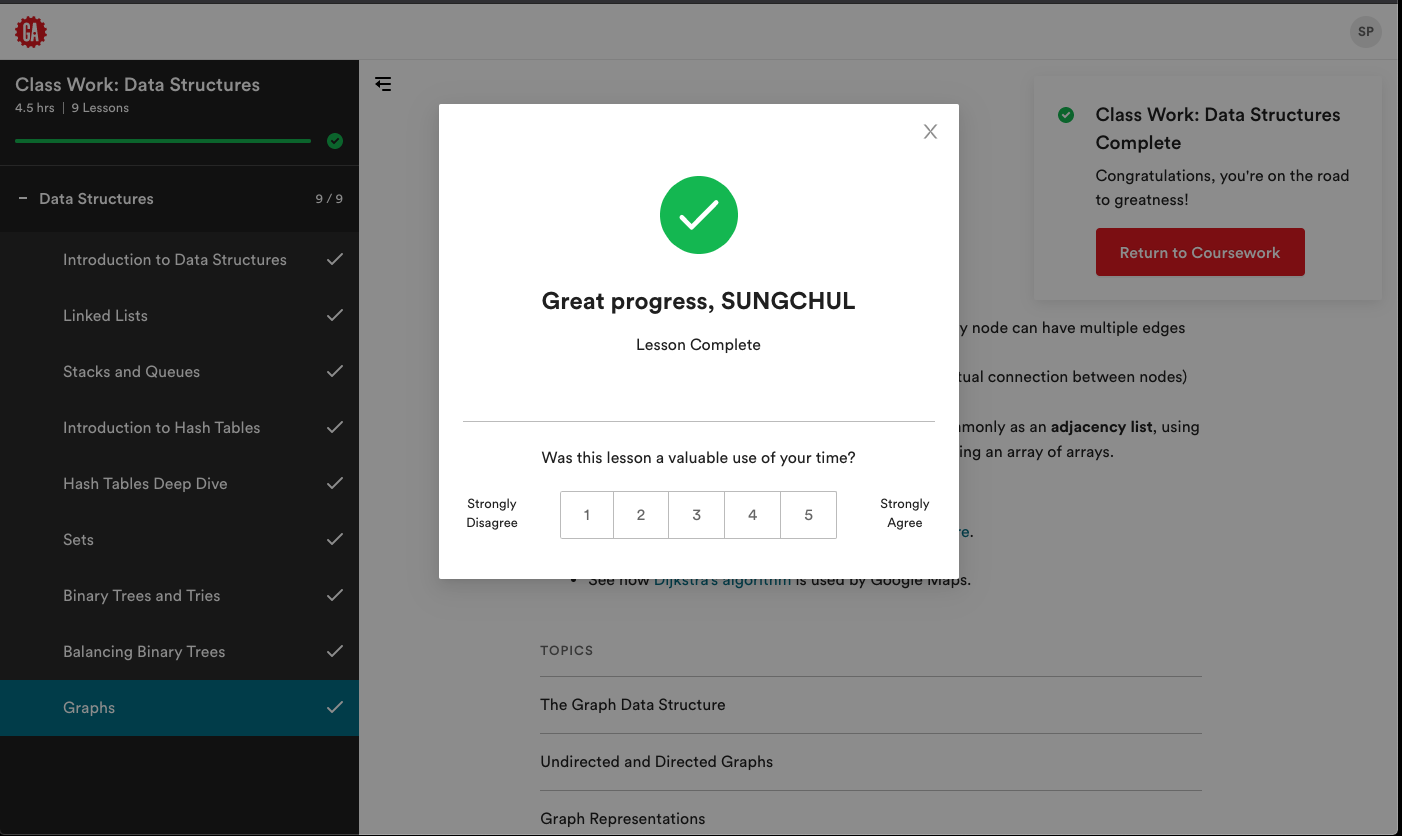 GA
SP
Class Work: Data Structures
4.5 hrs | 9 Lessons
Data Structures 9 / 9
Introduction to Data Structures
Linked Lists
Stacks and Queues
Introduction to Hash Tables
Hash Tables Deep Dive
Sets
Binary Trees and Tries
Balancing Binary Trees
Graphs
X
Great progress, SUNGCHUL
Lesson Complete
Was this lesson a valuable use of your time?
Strongly Disagree
1 2 3 4 5
Strongly Agree
Class Work: Data Structures
Complete
Congratulations, you're on the road
to greatness!
Return to Coursework
node can have multiple edges
connection between nodes)
as an adjacency list, using
an array of arrays.
See how Dijkstra's algorithm is used by Google Maps.
TOPICS
The Graph Data Structure
Undirected and Directed Graphs
Graph Representations